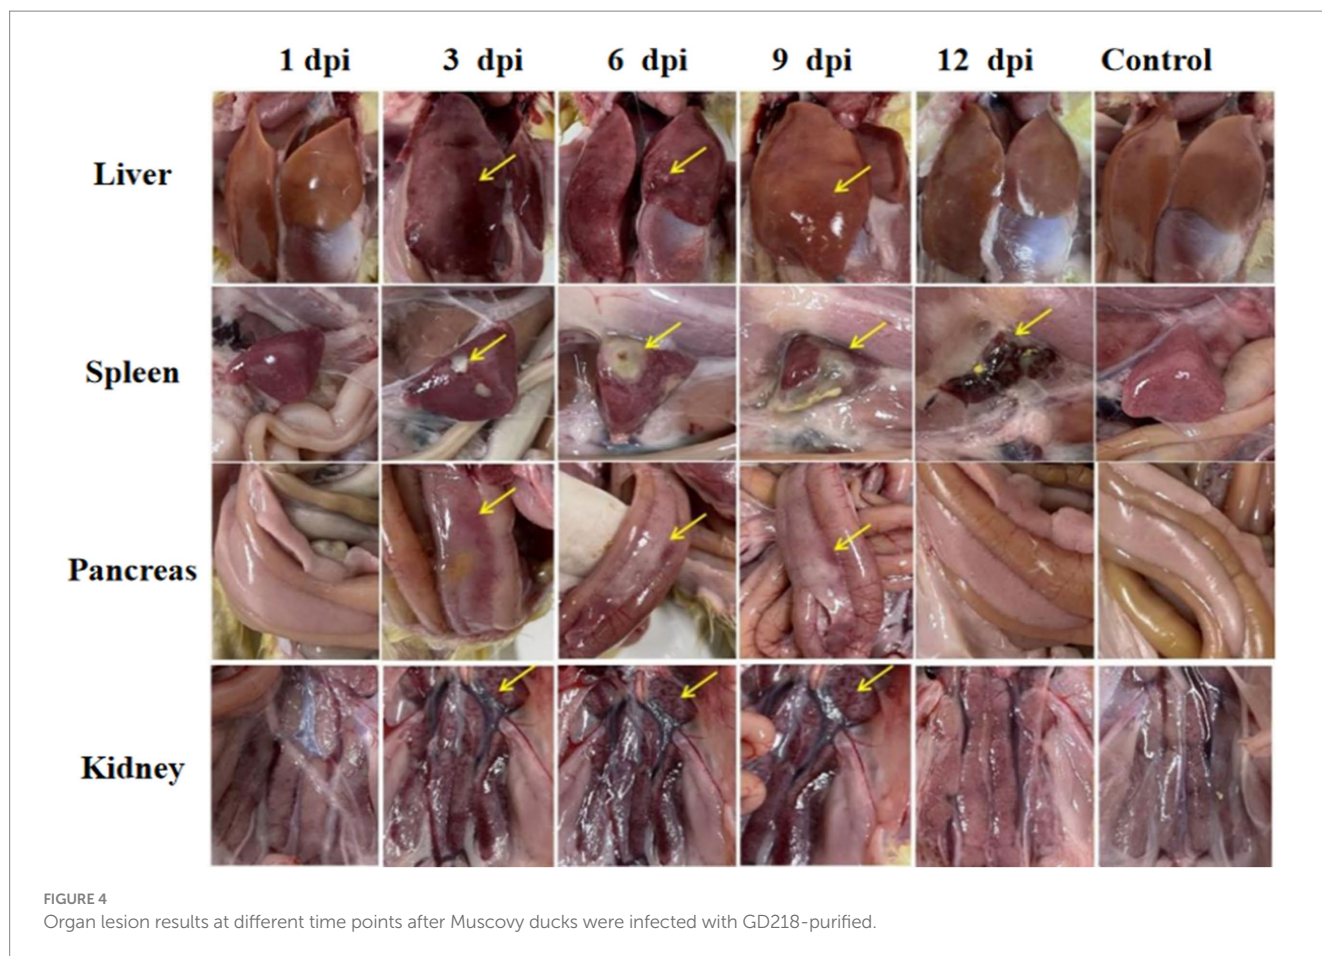 1 dpi 3 dpi 6 dpi 9 dpi 12 dpi Control
Liver
Spleen
Pancreas
Kidney
FIGURE 4
Organ lesion results at different time points after Muscovy ducks were infected with GD218-purified.